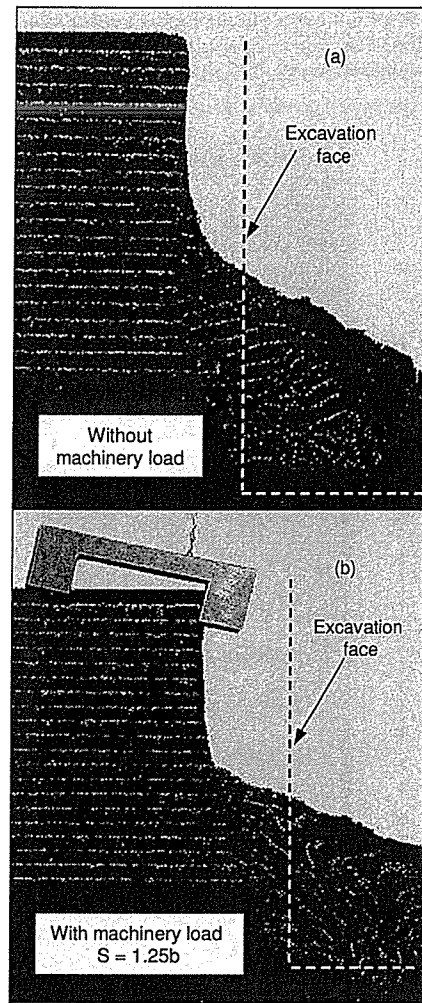 (a)
Excavation
face
Without
machinery load
(b)
Excavation
face
With machinery load
S = 1.25b